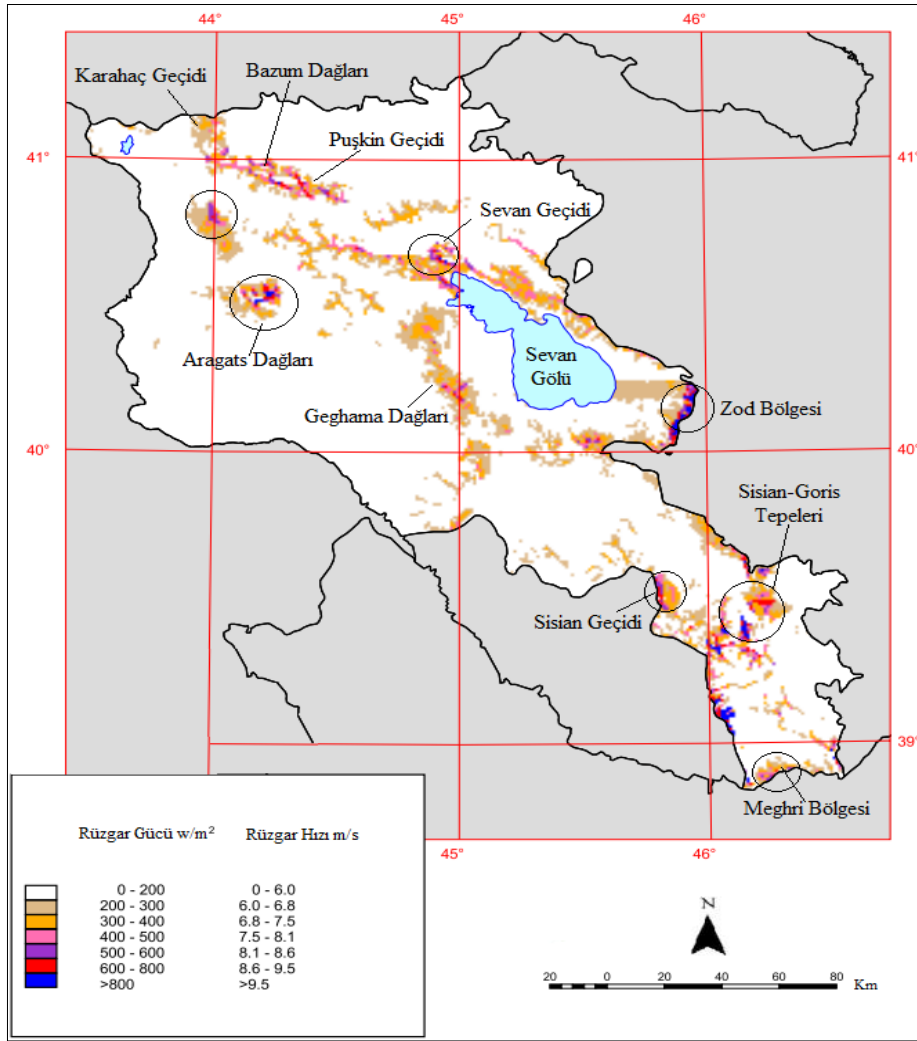 44°
45°
46°
Karahaç Geçidi
Bazum Dağları
Puşkin Geçidi
41°
41°
Sevan Geçidi
Sevan
Gölü
Aragats Dağları
Geghama Dağları
Zod Bölgesi
40°
40°
Sisian-Goris
Tepeleri
Sisian Geçidi
39°
39°
Meghri Bölgesi
45°
46°
Rüzgar Gücü w/m² Rüzgar Hızı m/s
0 - 200 0 - 6.0
200 - 300 6.0 - 6.8
300 - 400 6.8 - 7.5
400 - 500 7.5 - 8.1
500 - 600 8.1 - 8.6
600 - 800 8.6 - 9.5
>800 >9.5
N
20 0 20 40 60 80 Km